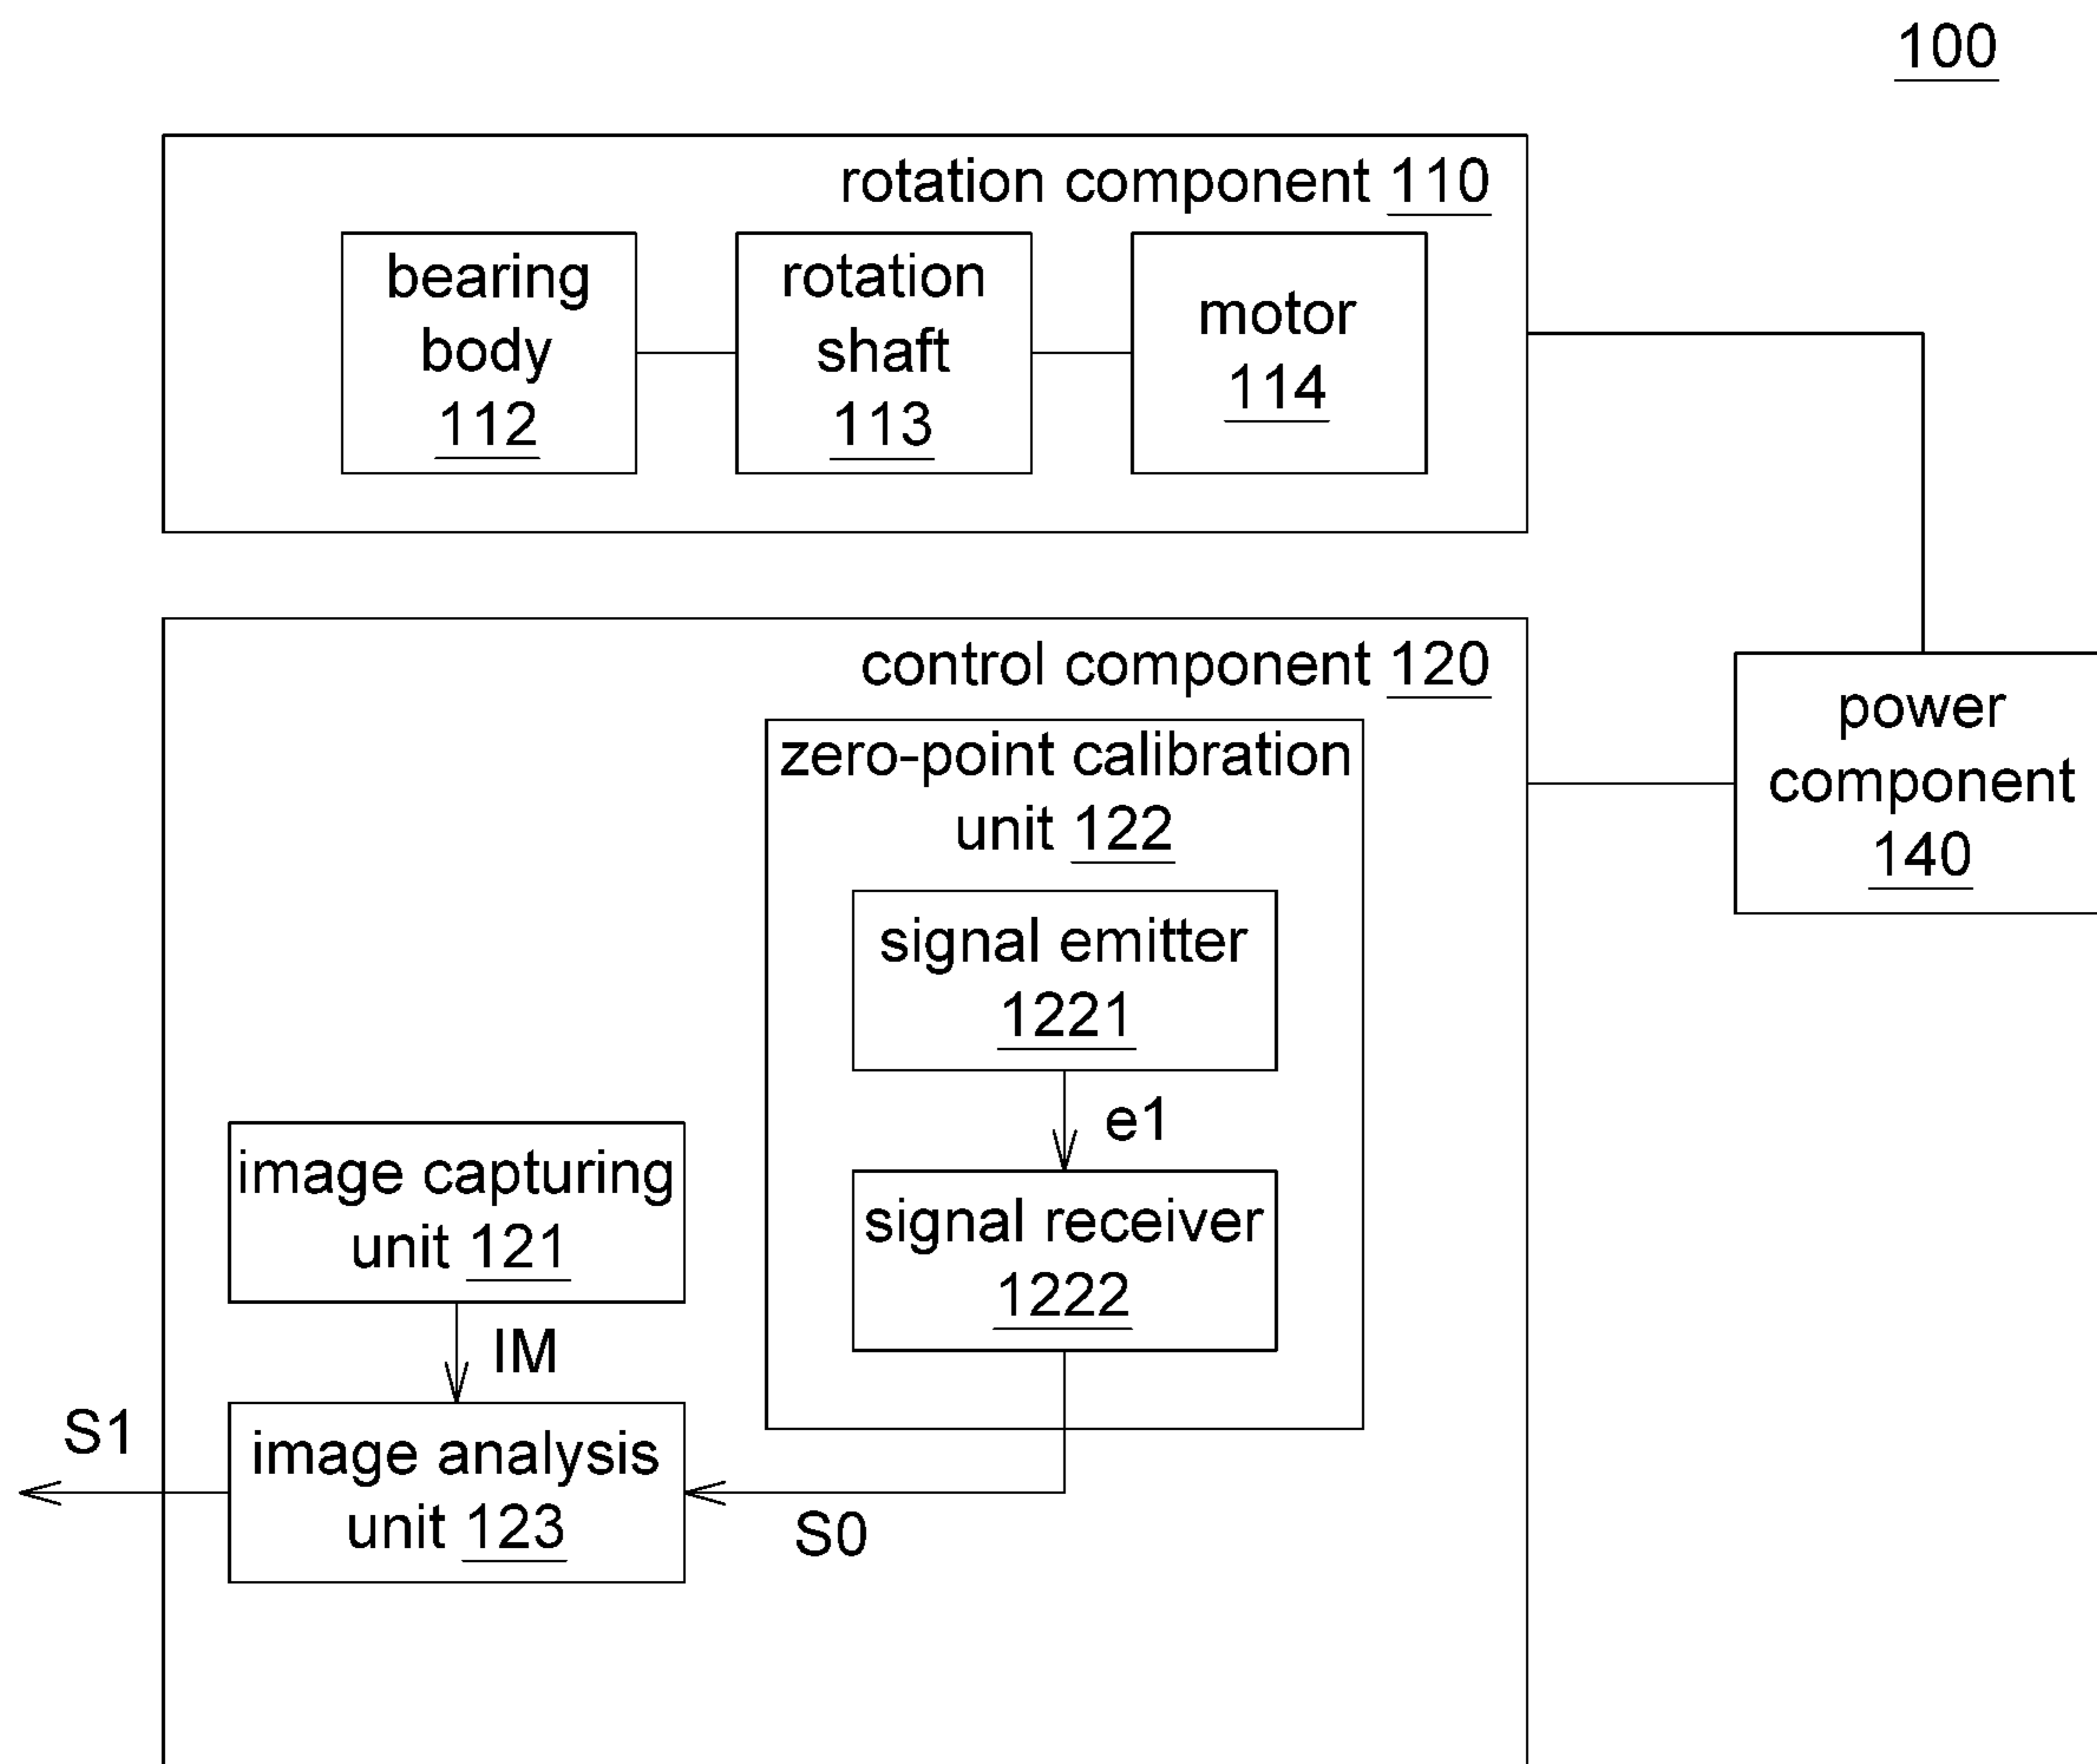 100
rotation component 110
bearing
body
112
rotation
shaft
113
motor
114
control component 120
zero-point calibration
unit 122
signal emitter
1221
e1
signal receiver
1222
image capturing
unit 121
IM
image analysis
unit 123
S1
S0
power
component
140